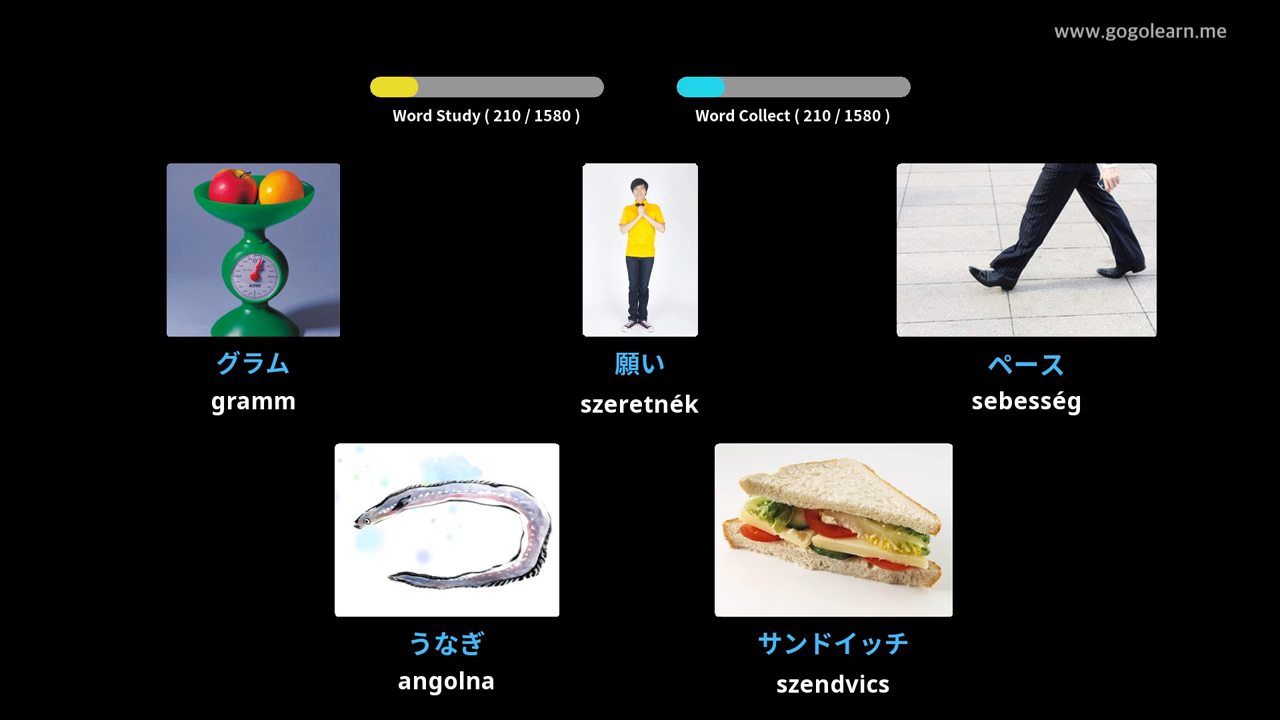 www.gogolearn.me
Word Study ( 210 / 1580 )
Word Collect ( 210 / 1580 )
グラム
gramm
願い
szeretnék
ペース
sebesség
うなぎ
angolna
サンドイッチ
szendvics